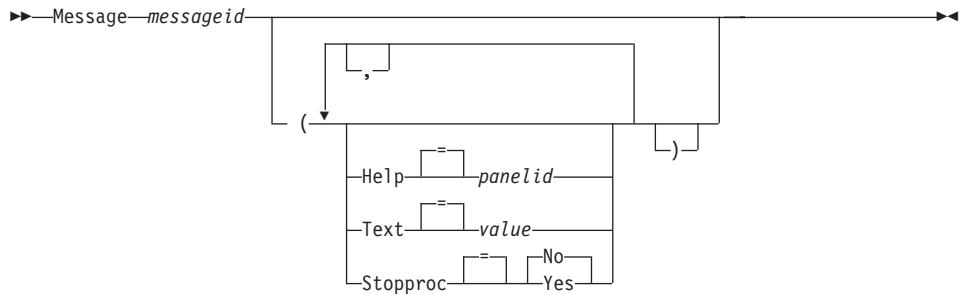 Message messageid
,
( )
=
Help panelid
=
Text value
= No
Stopproc Yes